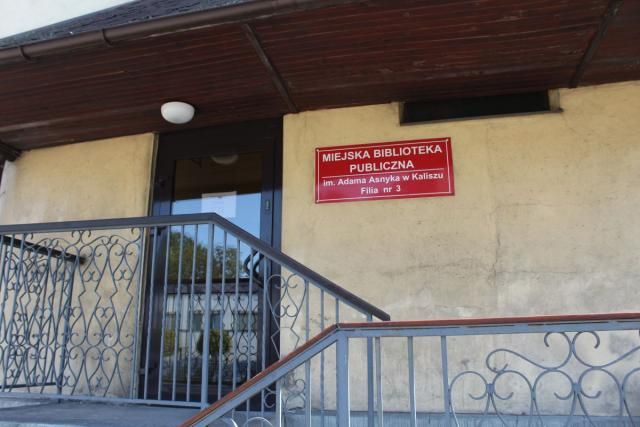 MIEJSKA BIBLIOTEKA
PUBLICZNA
im. Adama Asnyka w Kaliszu
Filia nr 3